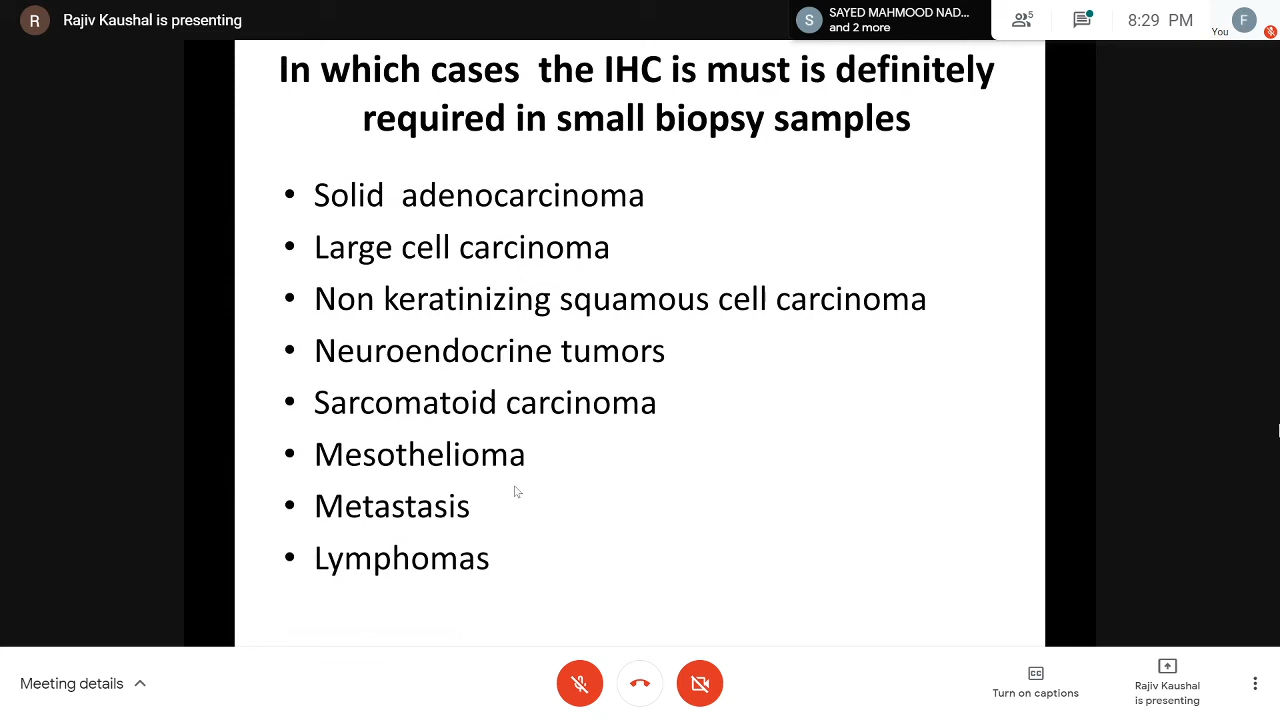 R Rajiv Kaushal is presenting
S SAYED MAHMOOD NAD...
and 2 more
5
8:29 PM
You F
In which cases the IHC is must is definitely
required in small biopsy samples
• Solid adenocarcinoma
• Large cell carcinoma
• Non keratinizing squamous cell carcinoma
• Neuroendocrine tumors
• Sarcomatoid carcinoma
• Mesothelioma
• Metastasis
• Lymphomas
Meeting details
CC
Turn on captions
Rajiv Kaushal
is presenting